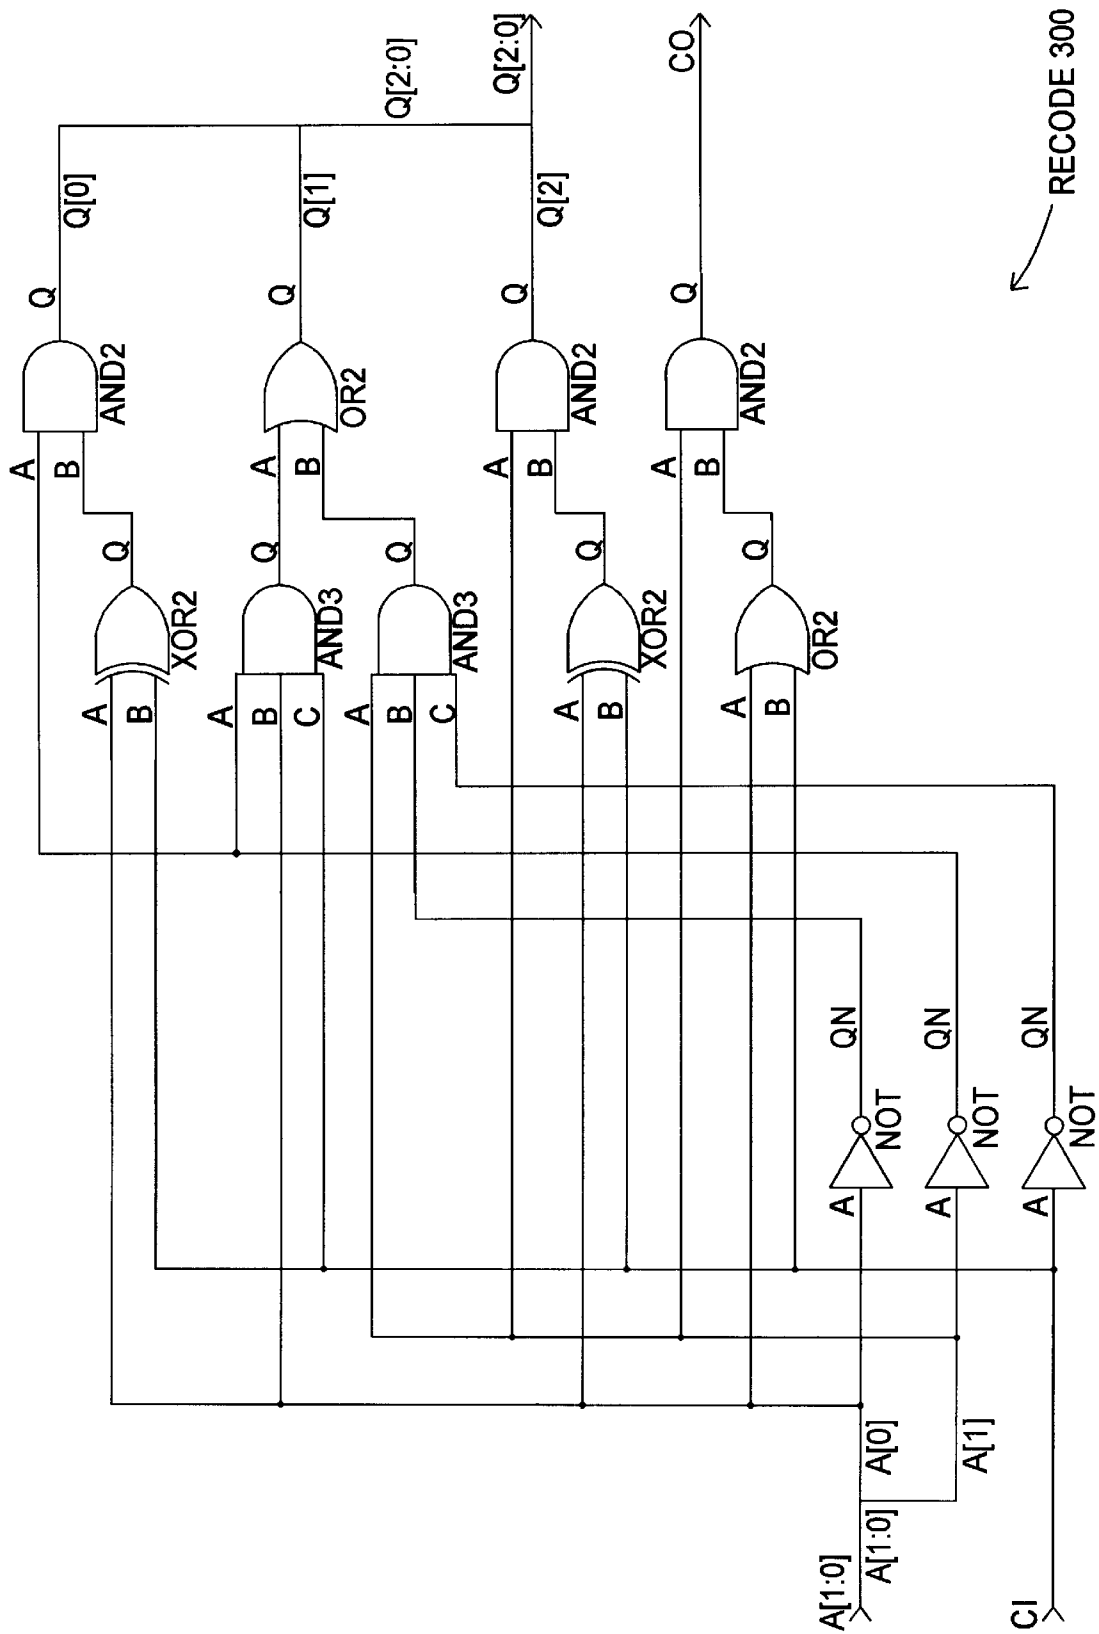 A[1:0]
A[1:0]
A[0]
A[1]
CI
A
NOT
QN
A
NOT
QN
A
NOT
QN
A
B
XOR2
Q
A
B
C
AND3
Q
A
B
C
AND3
Q
A
B
XOR2
Q
A
B
OR2
Q
A
B
AND2
Q
Q[0]
A
B
OR2
Q
Q[1]
A
B
AND2
Q
Q[2]
A
B
AND2
Q
Q[2:0]
Q[2:0]
CO
RECODE 300